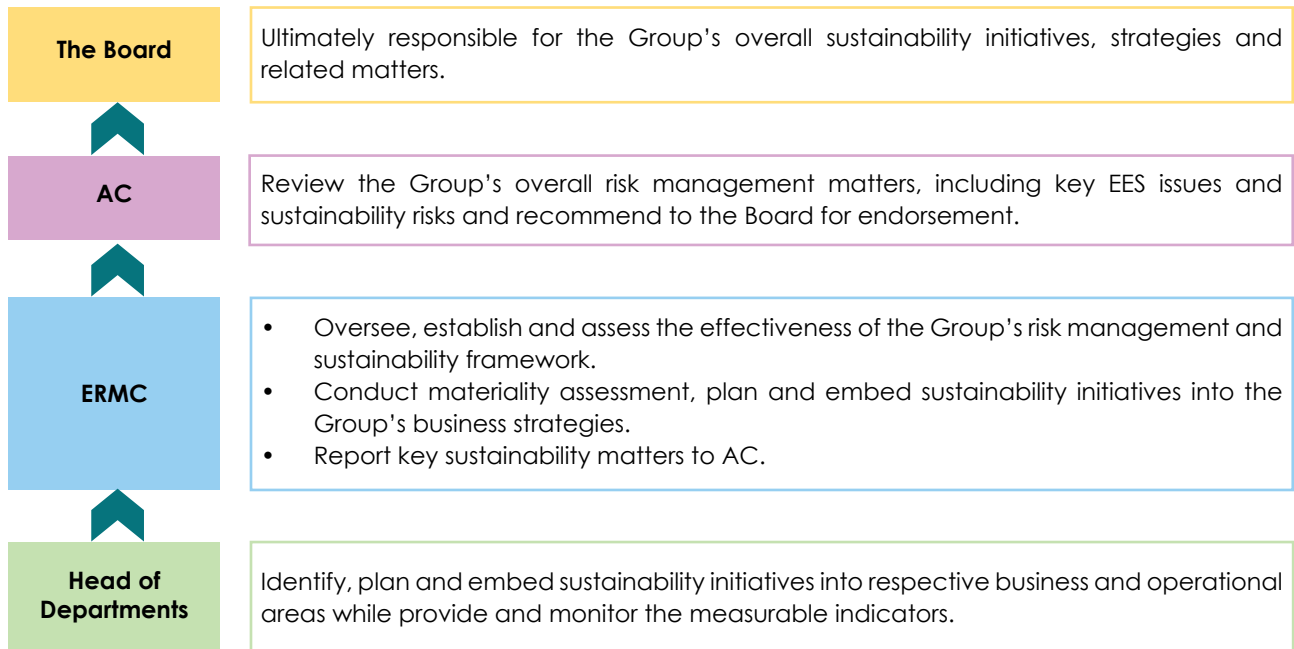 The Board
Ultimately responsible for the Group’s overall sustainability initiatives, strategies and
related matters.
AC
Review the Group’s overall risk management matters, including key EES issues and
sustainability risks and recommend to the Board for endorsement.
ERMC
• Oversee, establish and assess the effectiveness of the Group’s risk management and
sustainability framework.
• Conduct materiality assessment, plan and embed sustainability initiatives into the
Group’s business strategies.
• Report key sustainability matters to AC.
Head of
Departments
Identify, plan and embed sustainability initiatives into respective business and operational
areas while provide and monitor the measurable indicators.